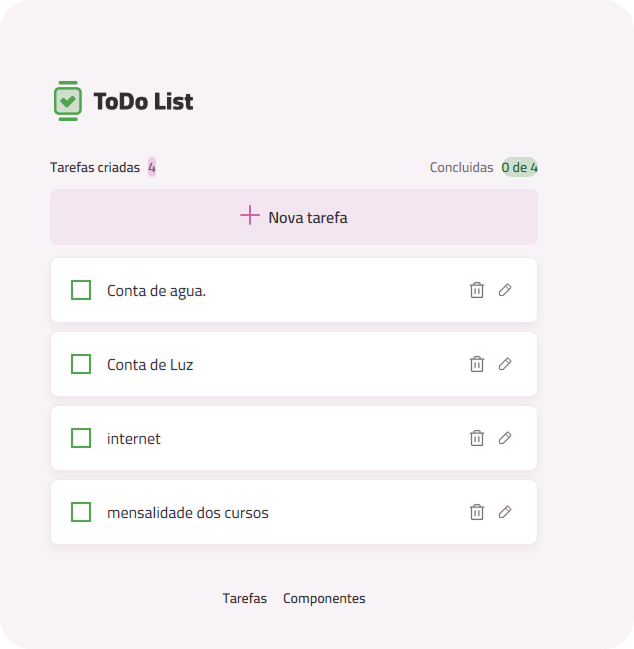 ToDo List
Tarefas criadas 4 Concluidas 0 de 4
Nova tarefa
Conta de agua.
Conta de Luz
internet
mensalidade dos cursos
Tarefas Componentes